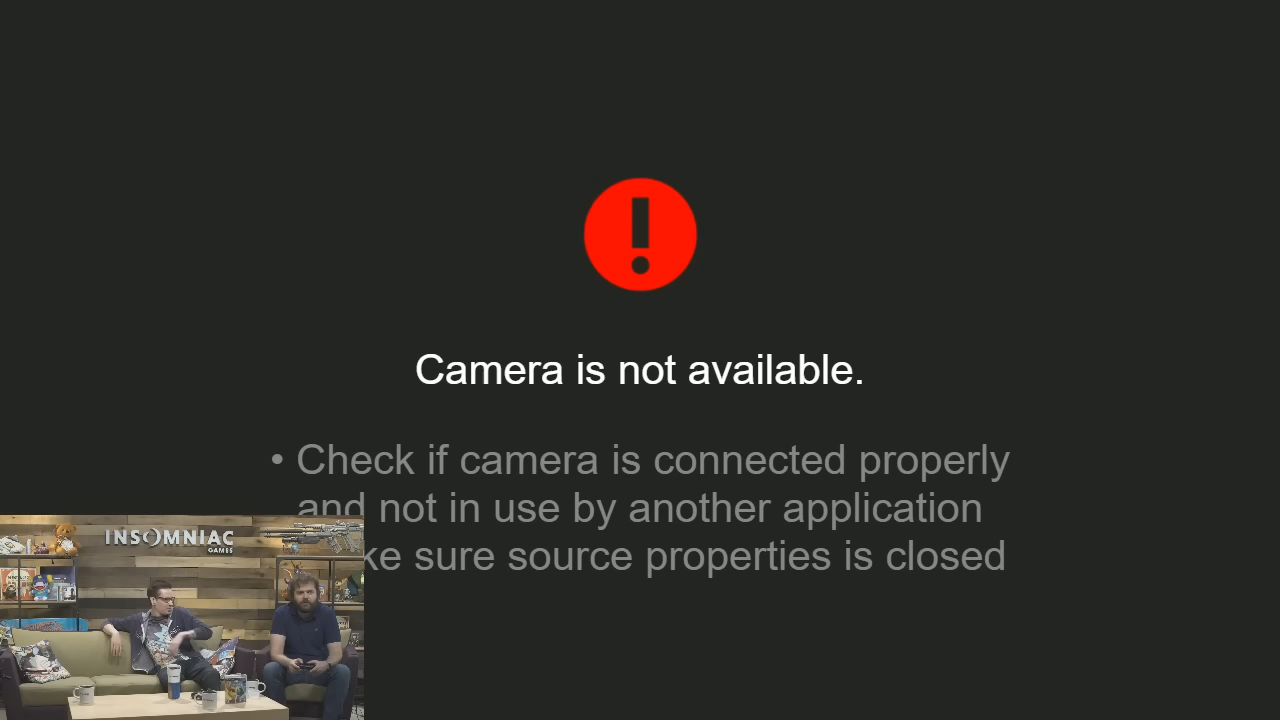 Camera is not available.
• Check if camera is connected properly
and not in use by another application
ke sure source properties is closed
INSOMNIAC
GAMES